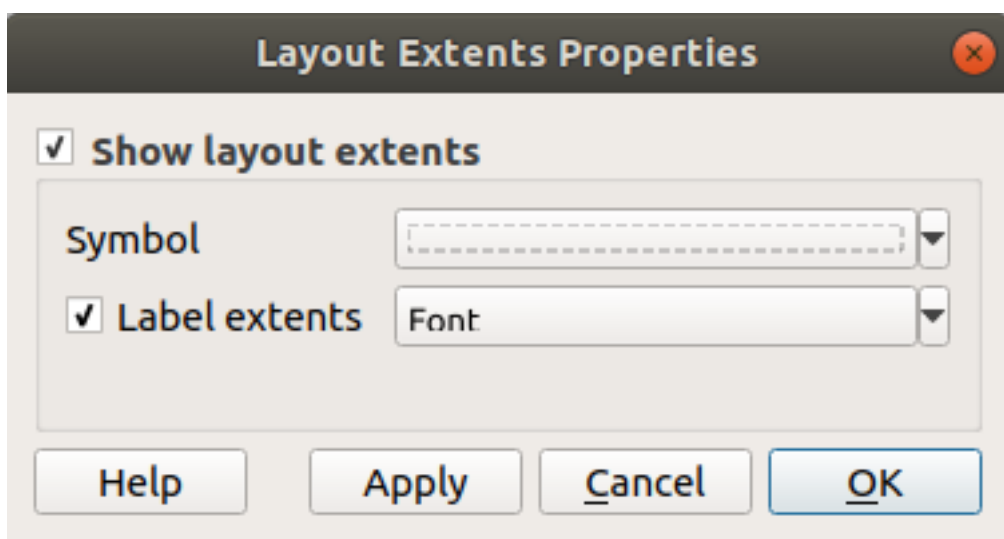 Layout Extents Properties
Show layout extents
Symbol
Label extents Font
Help Apply Cancel OK